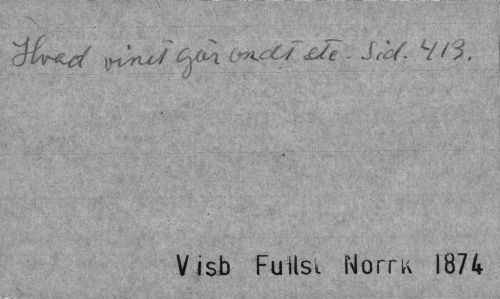 Hvad vinet gör ondt etc. Sid. 413.
Visb Fullst Norrk 1874